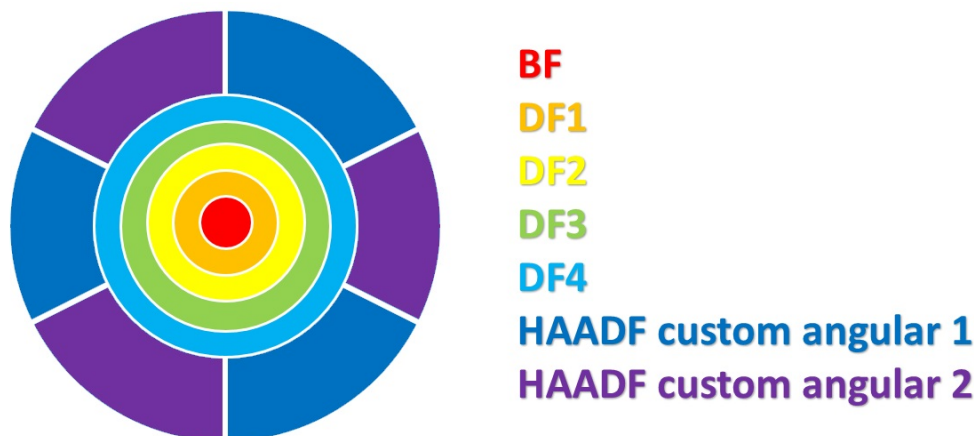 BF
DF1
DF2
DF3
DF4
HAADF custom angular 1
HAADF custom angular 2